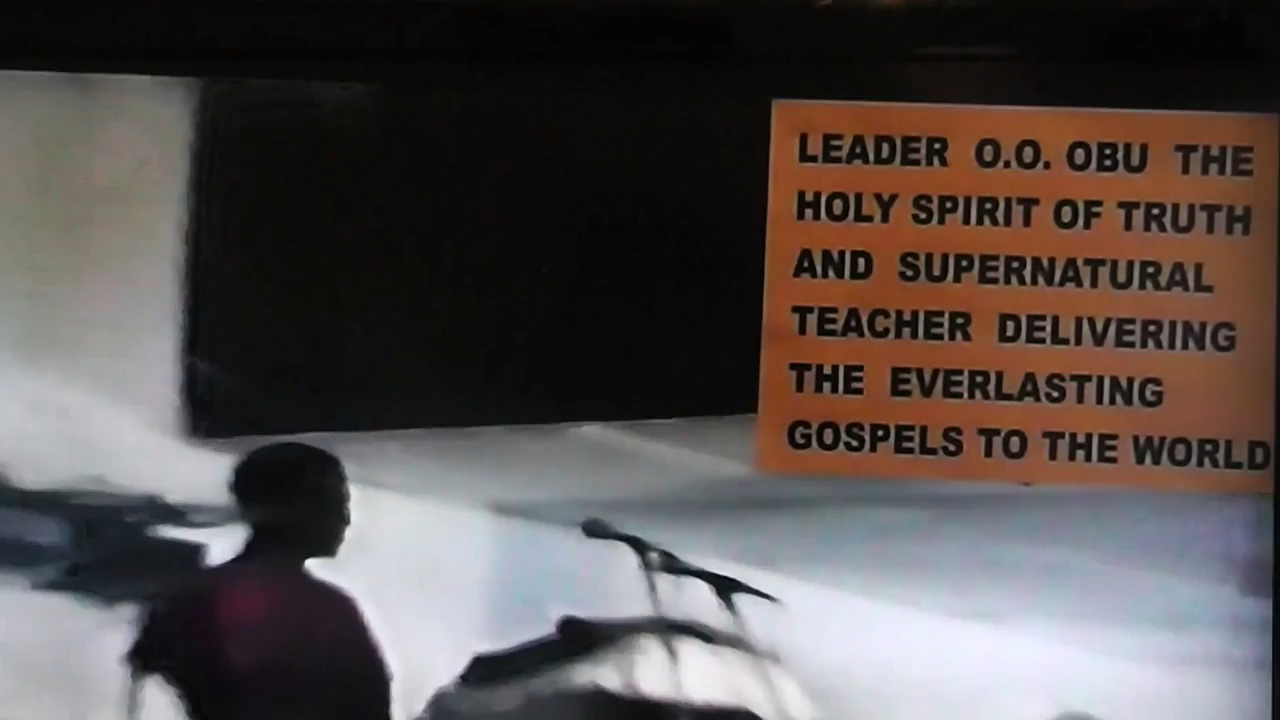 LEADER O.O. OBU THE
HOLY SPIRIT OF TRUTH
AND SUPERNATURAL
TEACHER DELIVERING
THE EVERLASTING
GOSPELS TO THE WORLD